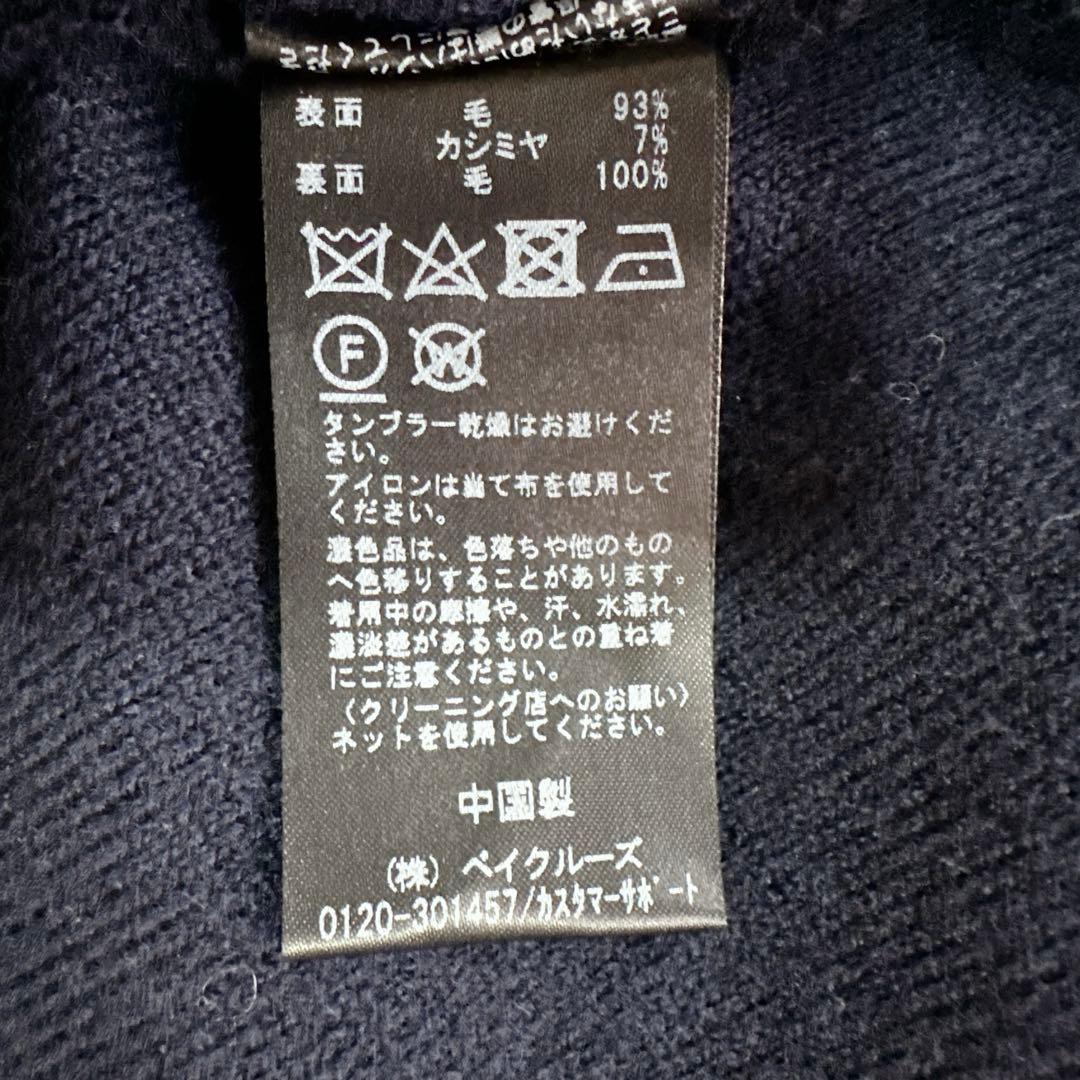 表面 毛 93%
カシミヤ 7%
裏面 毛 100%
F
W
タンブラー乾燥はお避けくだ
さい。
アイロンは当て布を使用して
ください。
濃色品は、色落ちや他のもの
へ色移りすることがあります。
着用中の摩擦や、汗、水濡れ、
濃淡差があるものとの重ね着
にご注意ください。
〈クリーニング店へのお願い〉
ネットを使用してください。
中国製
(株) ベイクルーズ
0120-301457/カスタマーサポート